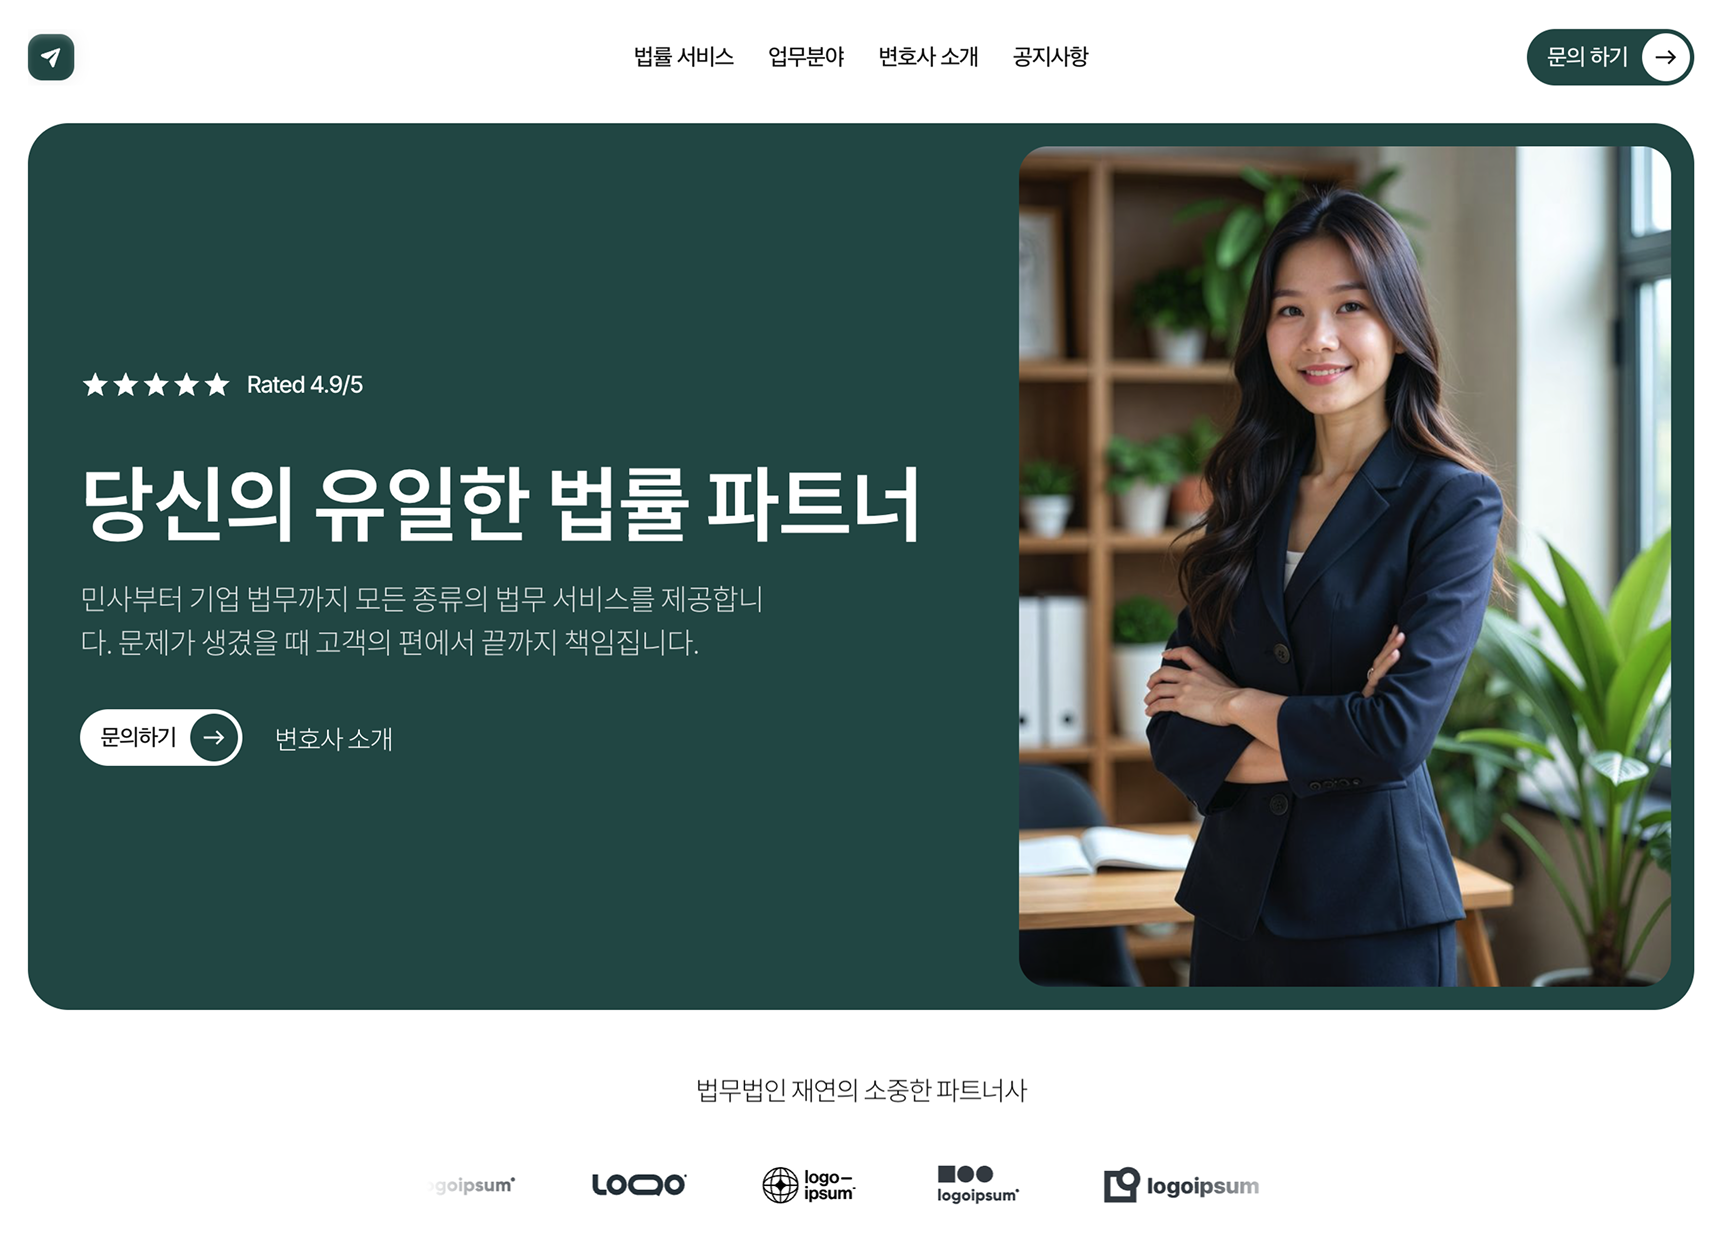 법률 서비스
업무분야
변호사 소개
공지사항
문의 하기
Rated 4.9/5
당신의 유일한 법률 파트너
민사부터 기업 법무까지 모든 종류의 법무 서비스를 제공합니
다. 문제가 생겼을 때 고객의 편에서 끝까지 책임집니다.
문의하기
변호사 소개
법무법인 재연의 소중한 파트너사
goipsum
LOQO
logo–
ipsum
logoipsum
logoipsum